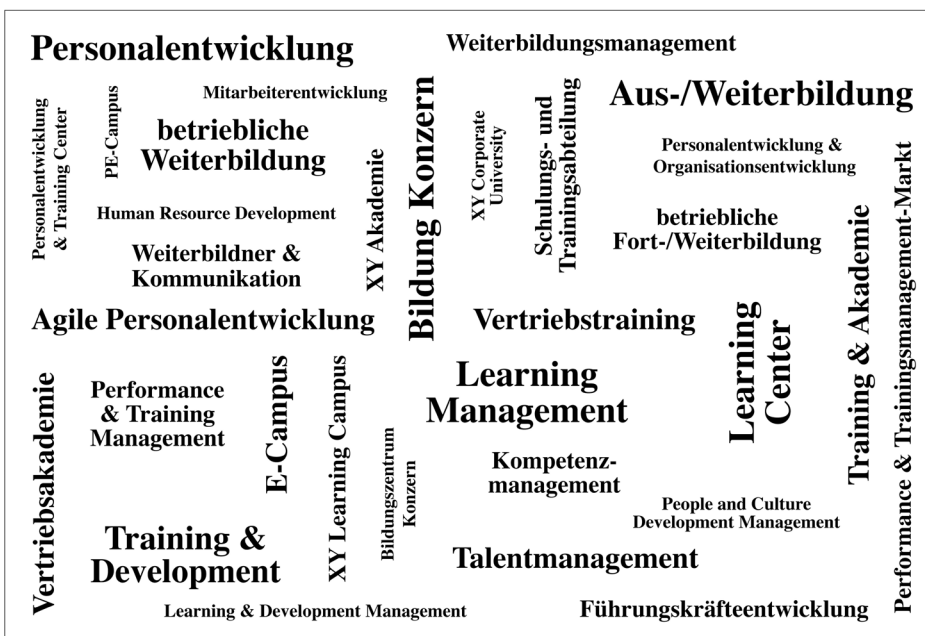 Personalentwicklung
Weiterbildungsmanagement
Personalentwicklung
& Training Center
PE-Campus
Mitarbeiterentwicklung
betriebliche
Weiterbildung
XY Akademie
Bildung Konzern
XY Corporate
University
Schulungs- und
Trainingsabteilung
Aus-/Weiterbildung
Personalentwicklung &
Organisationsentwicklung
Human Resource Development
betriebliche
Fort-/Weiterbildung
Weiterbildner &
Kommunikation
Training & Akademie
Performance & Trainingsmanagement-Markt
Agile Personalentwicklung
Vertriebstraining
Learning
Center
Vertriebsakademie
Performance
& Training
Management
E-Campus
XY Learning Campus
Bildungszentrum
Konzern
Learning
Management
Kompetenz-
management
People and Culture
Development Management
Training &
Development
Talentmanagement
Learning & Development Management
Führungskräfteentwicklung